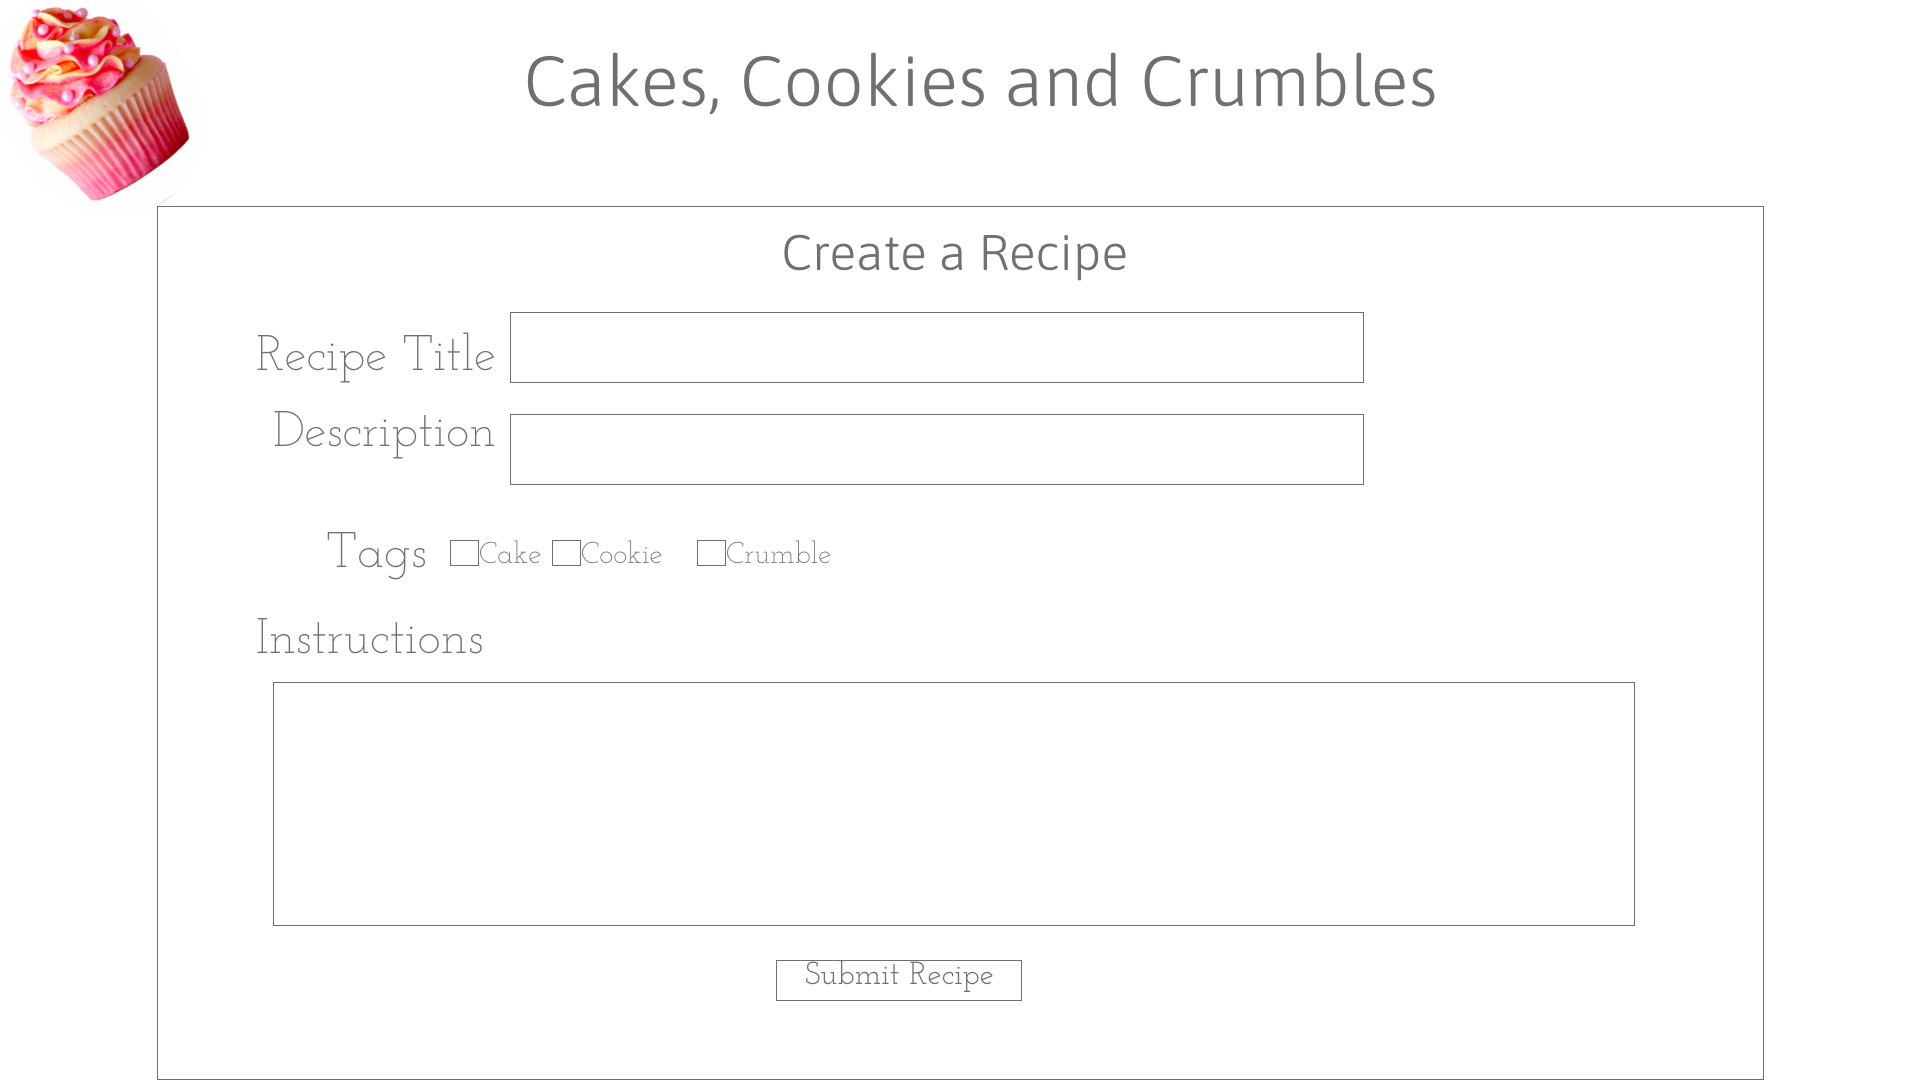 Cakes, Cookies and Crumbles
Create a Recipe
Recipe Title
Description
Tags Cake Cookie Crumble
Instructions
Submit Recipe